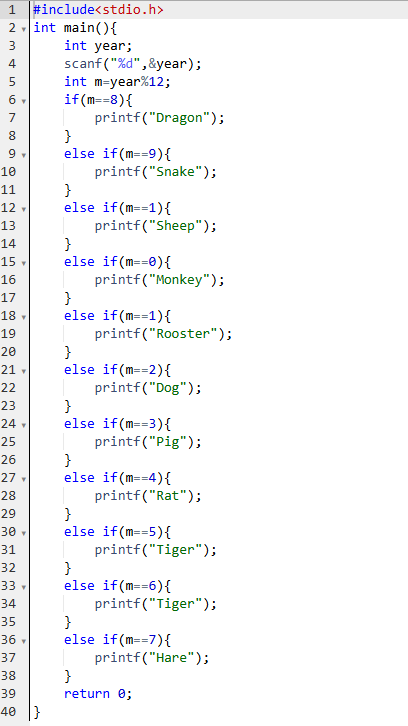 1 #include<stdio.h>
2 int main(){
3     int year;
4     scanf("%d",&year);
5     int m=year%12;
6     if(m==8){
7         printf("Dragon");
8     }
9     else if(m==9){
10         printf("Snake");
11     }
12     else if(m==1){
13         printf("Sheep");
14     }
15     else if(m==0){
16         printf("Monkey");
17     }
18     else if(m==1){
19         printf("Rooster");
20     }
21     else if(m==2){
22         printf("Dog");
23     }
24     else if(m==3){
25         printf("Pig");
26     }
27     else if(m==4){
28         printf("Rat");
29     }
30     else if(m==5){
31         printf("Tiger");
32     }
33     else if(m==6){
34         printf("Tiger");
35     }
36     else if(m==7){
37         printf("Hare");
38     }
39     return 0;
40 }